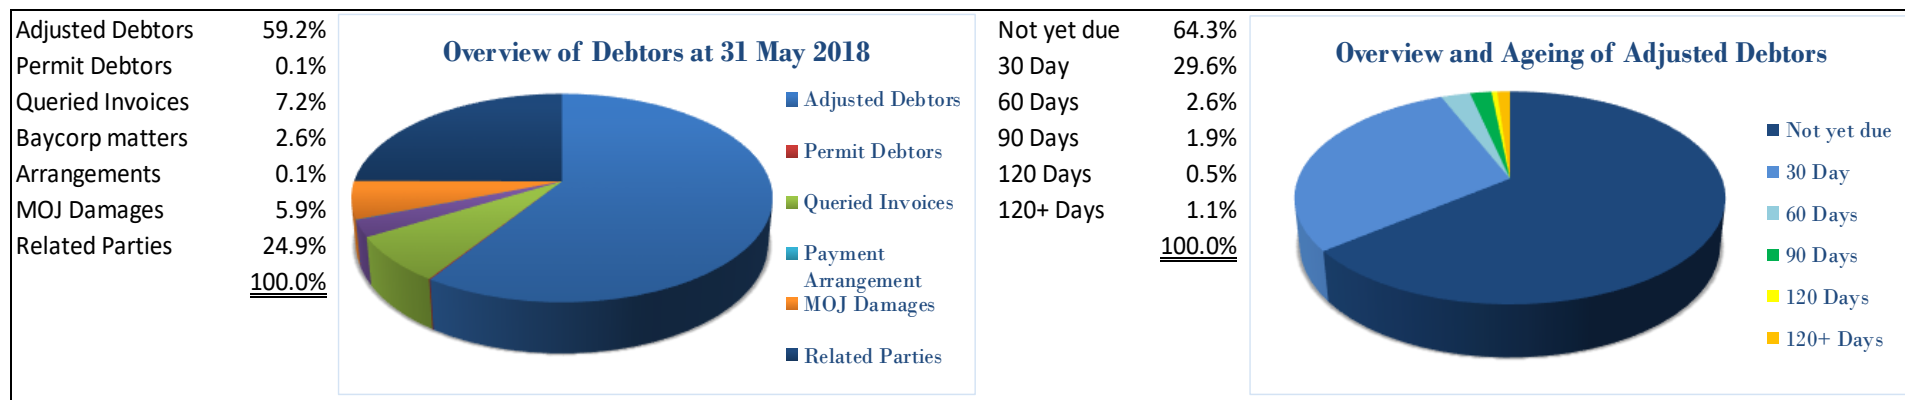 Adjusted Debtors 59.2%
Permit Debtors 0.1%
Queried Invoices 7.2%
Baycorp matters 2.6%
Arrangements 0.1%
MOJ Damages 5.9%
Related Parties 24.9%
100.0%
Overview of Debtors at 31 May 2018
Adjusted Debtors
Permit Debtors
Queried Invoices
Payment
Arrangement
MOJ Damages
Related Parties
Not yet due 64.3%
30 Day 29.6%
60 Days 2.6%
90 Days 1.9%
120 Days 0.5%
120+ Days 1.1%
100.0%
Overview and Ageing of Adjusted Debtors
Not yet due
30 Day
60 Days
90 Days
120 Days
120+ Days